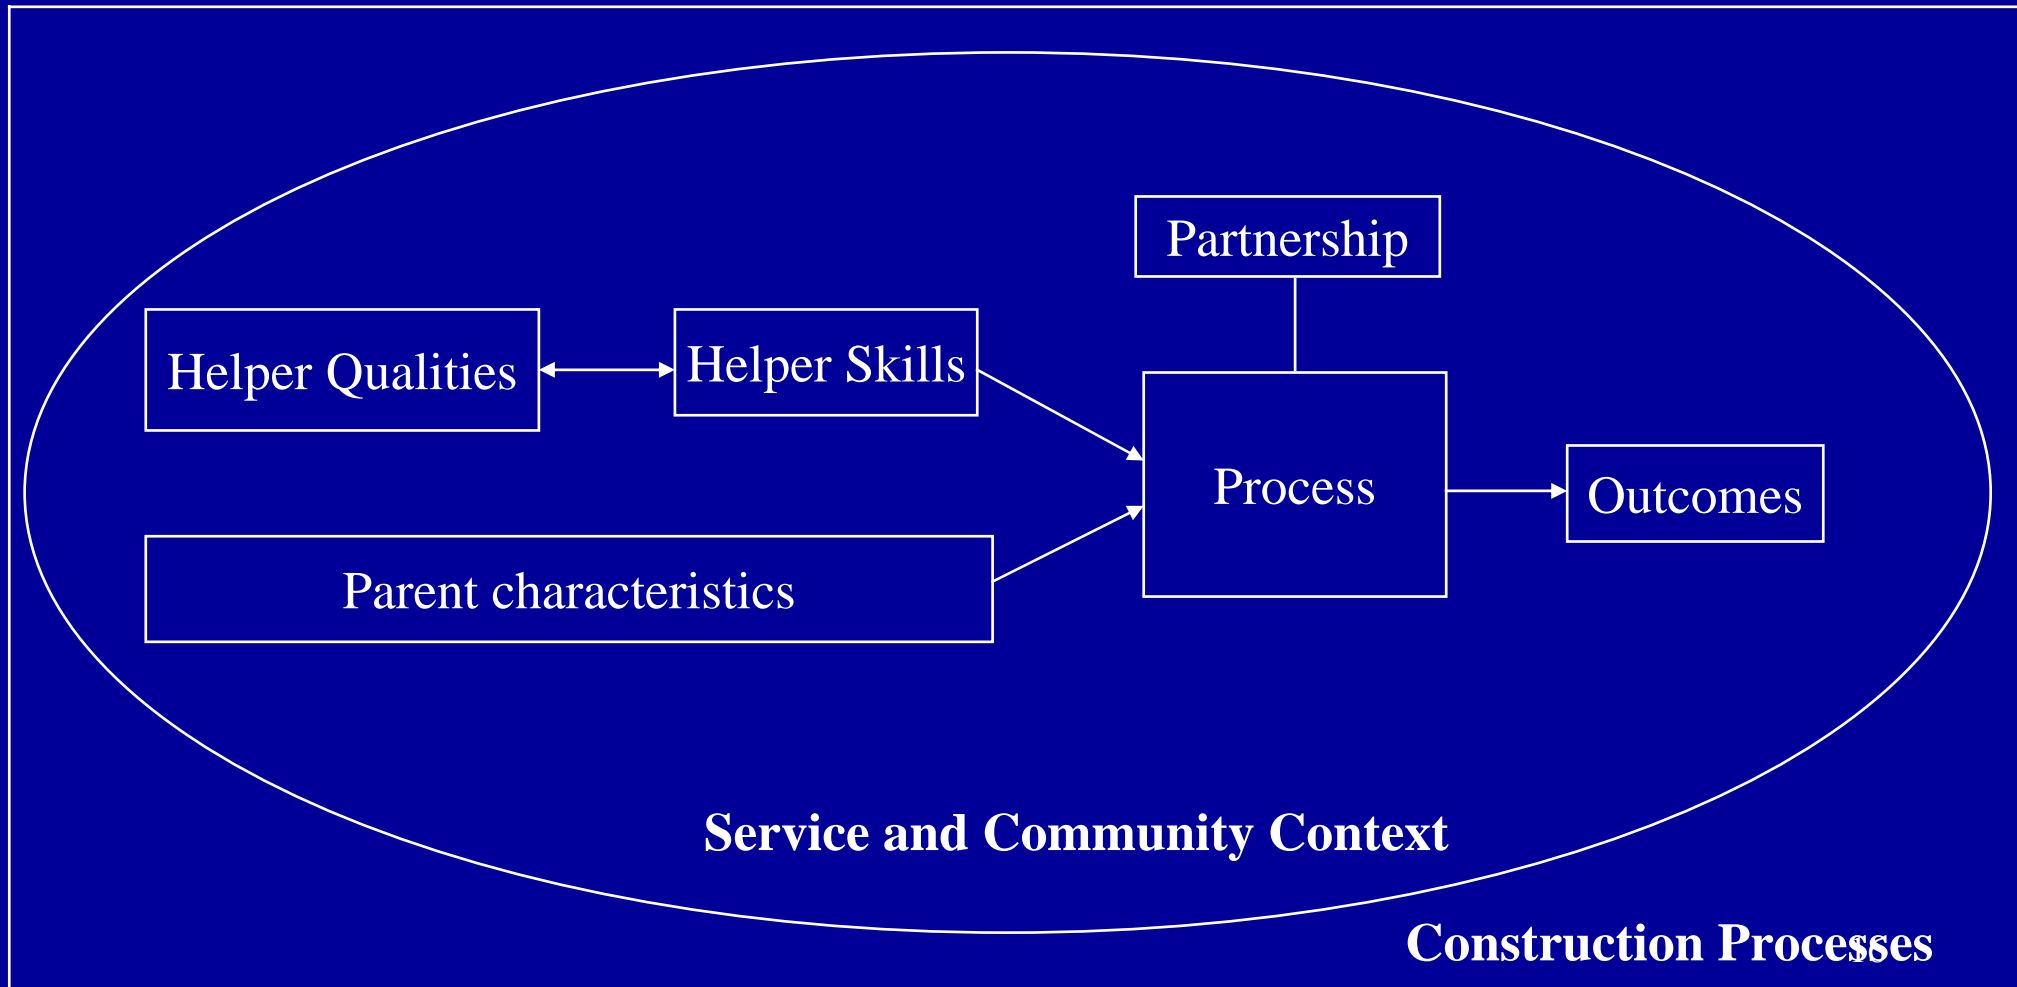 Partnership
Helper Qualities
Helper Skills
Process
Outcomes
Parent characteristics
Service and Community Context
Construction Processes